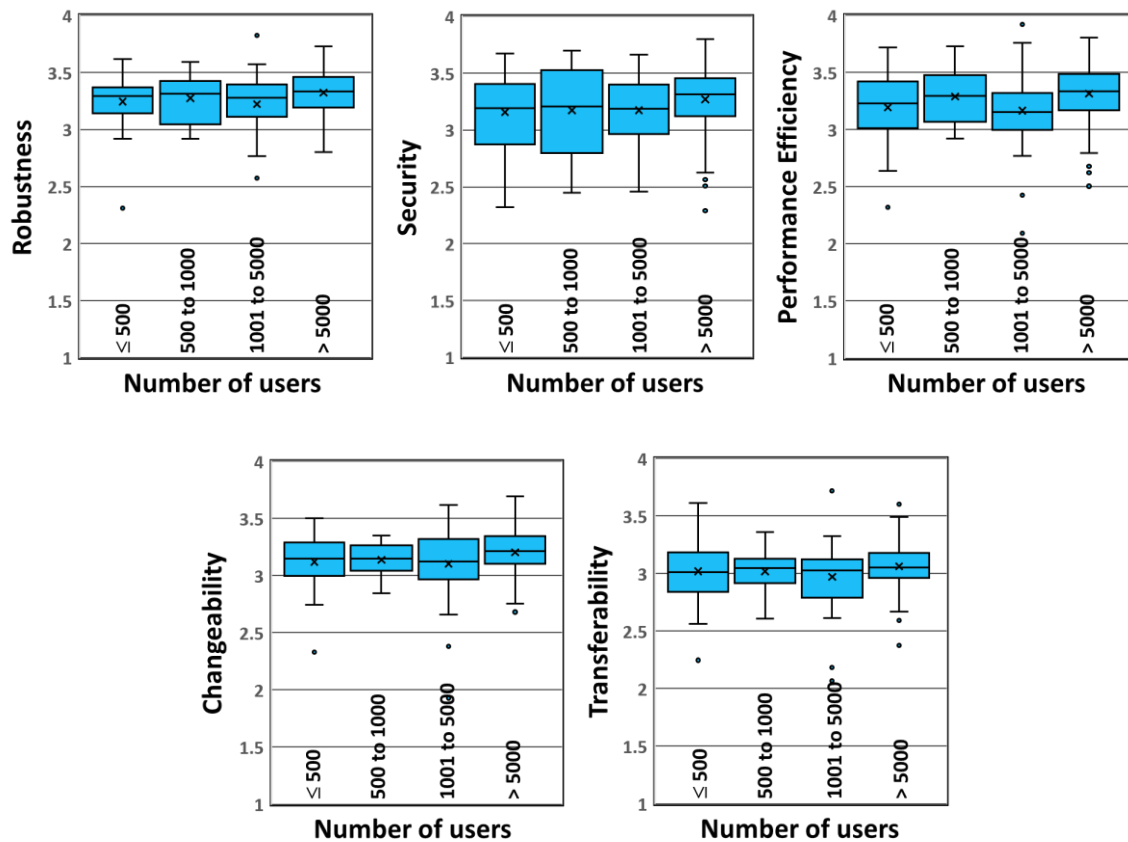 Robustness
4
3.5
3
2.5
2
1.5
1
≤ 500
500 to 1000
1001 to 5000
> 5000
Number of users
Security
4
3.5
3
2.5
2
1.5
1
≤ 500
500 to 1000
1001 to 5000
> 5000
Number of users
Performance Efficiency
4
3.5
3
2.5
2
1.5
1
≤ 500
500 to 1000
1001 to 5000
> 5000
Number of users
Changeability
4
3.5
3
2.5
2
1.5
1
≤ 500
500 to 1000
1001 to 5000
> 5000
Number of users
Transferability
4
3.5
3
2.5
2
1.5
1
≤ 500
500 to 1000
1001 to 5000
> 5000
Number of users